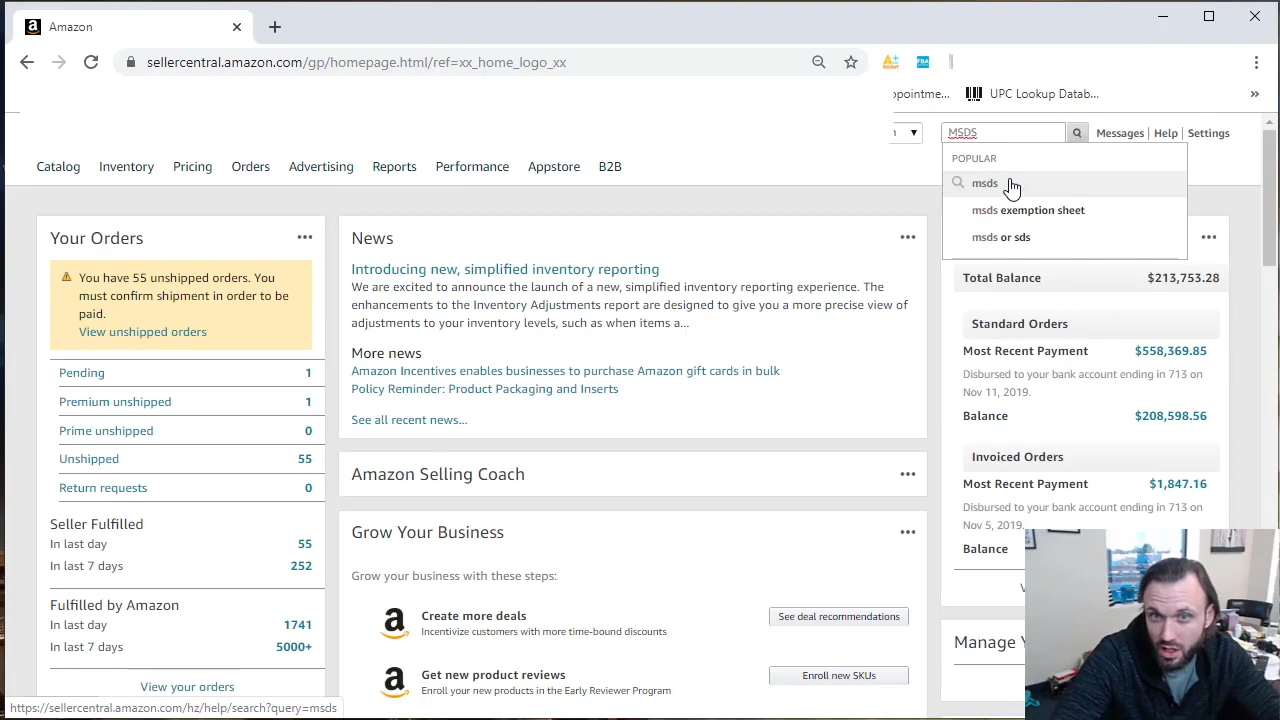 Amazon
sellercentral.amazon.com/gp/homepage.html/ref=xx_home_logo_xx
UPC Lookup Datab...
MSDS
Messages | Help | Settings
Catalog Inventory Pricing Orders Advertising Reports Performance Appstore B2B
POPULAR
msds
msds exemption sheet
msds or sds
Your Orders
You have 55 unshipped orders. You
must confirm shipment in order to be
paid.
View unshipped orders
Pending 1
Premium unshipped 1
Prime unshipped 0
Unshipped 55
Return requests 0
Seller Fulfilled
In last day 55
In last 7 days 252
Fulfilled by Amazon
In last day 1741
In last 7 days 5000+
View your orders
News
Introducing new, simplified inventory reporting
We are excited to announce the launch of a new, simplified inventory reporting experience. The
enhancements to the Inventory Adjustments report are designed to give you a more precise view of
adjustments to your inventory levels, such as when items a...
More news
Amazon Incentives enables businesses to purchase Amazon gift cards in bulk
Policy Reminder: Product Packaging and Inserts
See all recent news...
Amazon Selling Coach
Grow Your Business
Grow your business with these steps:
Create more deals
Incentivize customers with more time-bound discounts
See deal recommendations
Get new product reviews
Enroll your new products in the Early Reviewer Program
Enroll new SKUs
Total Balance $213,753.28
Standard Orders
Most Recent Payment $558,369.85
Disbursed to your bank account ending in 713 on
Nov 11, 2019.
Balance $208,598.56
Invoiced Orders
Most Recent Payment $1,847.16
Disbursed to your bank account ending in 713 on
Nov 5, 2019.
Balance
Manage
https://sellercentral.amazon.com/hz/help/search?query=msds